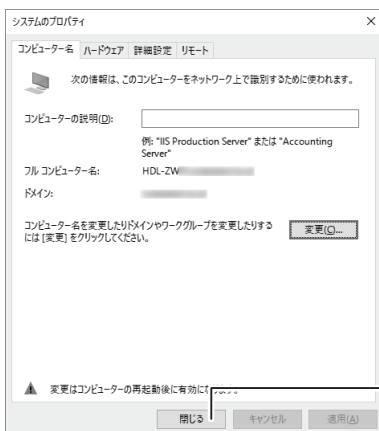 システムのプロパティ
コンピューター名 ハードウェア 詳細設定 リモート
次の情報は、このコンピューターをネットワーク上で識別するために使われます。
コンピューターの説明(D):
例: "IIS Production Server" または "Accounting
Server"
フル コンピューター名: HDL-ZW
ドメイン:
コンピューター名を変更したりドメインやワークグループを変更したりする
には [変更] をクリックしてください。
変更(C)...
変更はコンピューターの再起動後に有効に
閉じる キャンセル 適用(A)